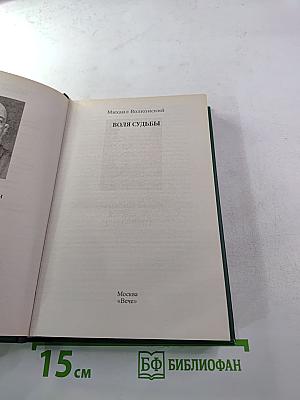 Михаил Волконский
ВОЛЯ СУДЬБЫ
и
Москва
«Вече»
15 см
БФ БИБЛИОФАН